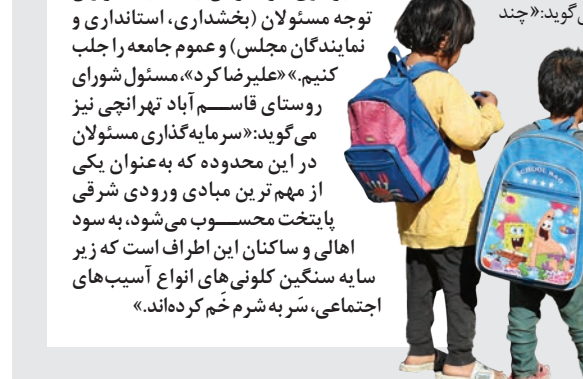 توجه مسئولان (بخشداری، استانداری و
نمایندگان مجلس) و عموم جامعه را جلب
کنیم.» «علیرضا کرد»، مسئول شورای
روستای قاسم آباد تهرانچی نیز
می‌گوید: «سرمایه‌گذاری مسئولان
در این محدوده که به‌عنوان یکی
از مهم‌ترین مبادی ورودی شرقی
پایتخت محسوب می‌شود، به سود
اهالی و ساکنان این اطراف است که زیر
سایه سنگین کلونی‌های انواع آسیب‌های
اجتماعی، سَر به شرم خَم کرده‌اند.»
گوید: «چند
SCHOOL BAG